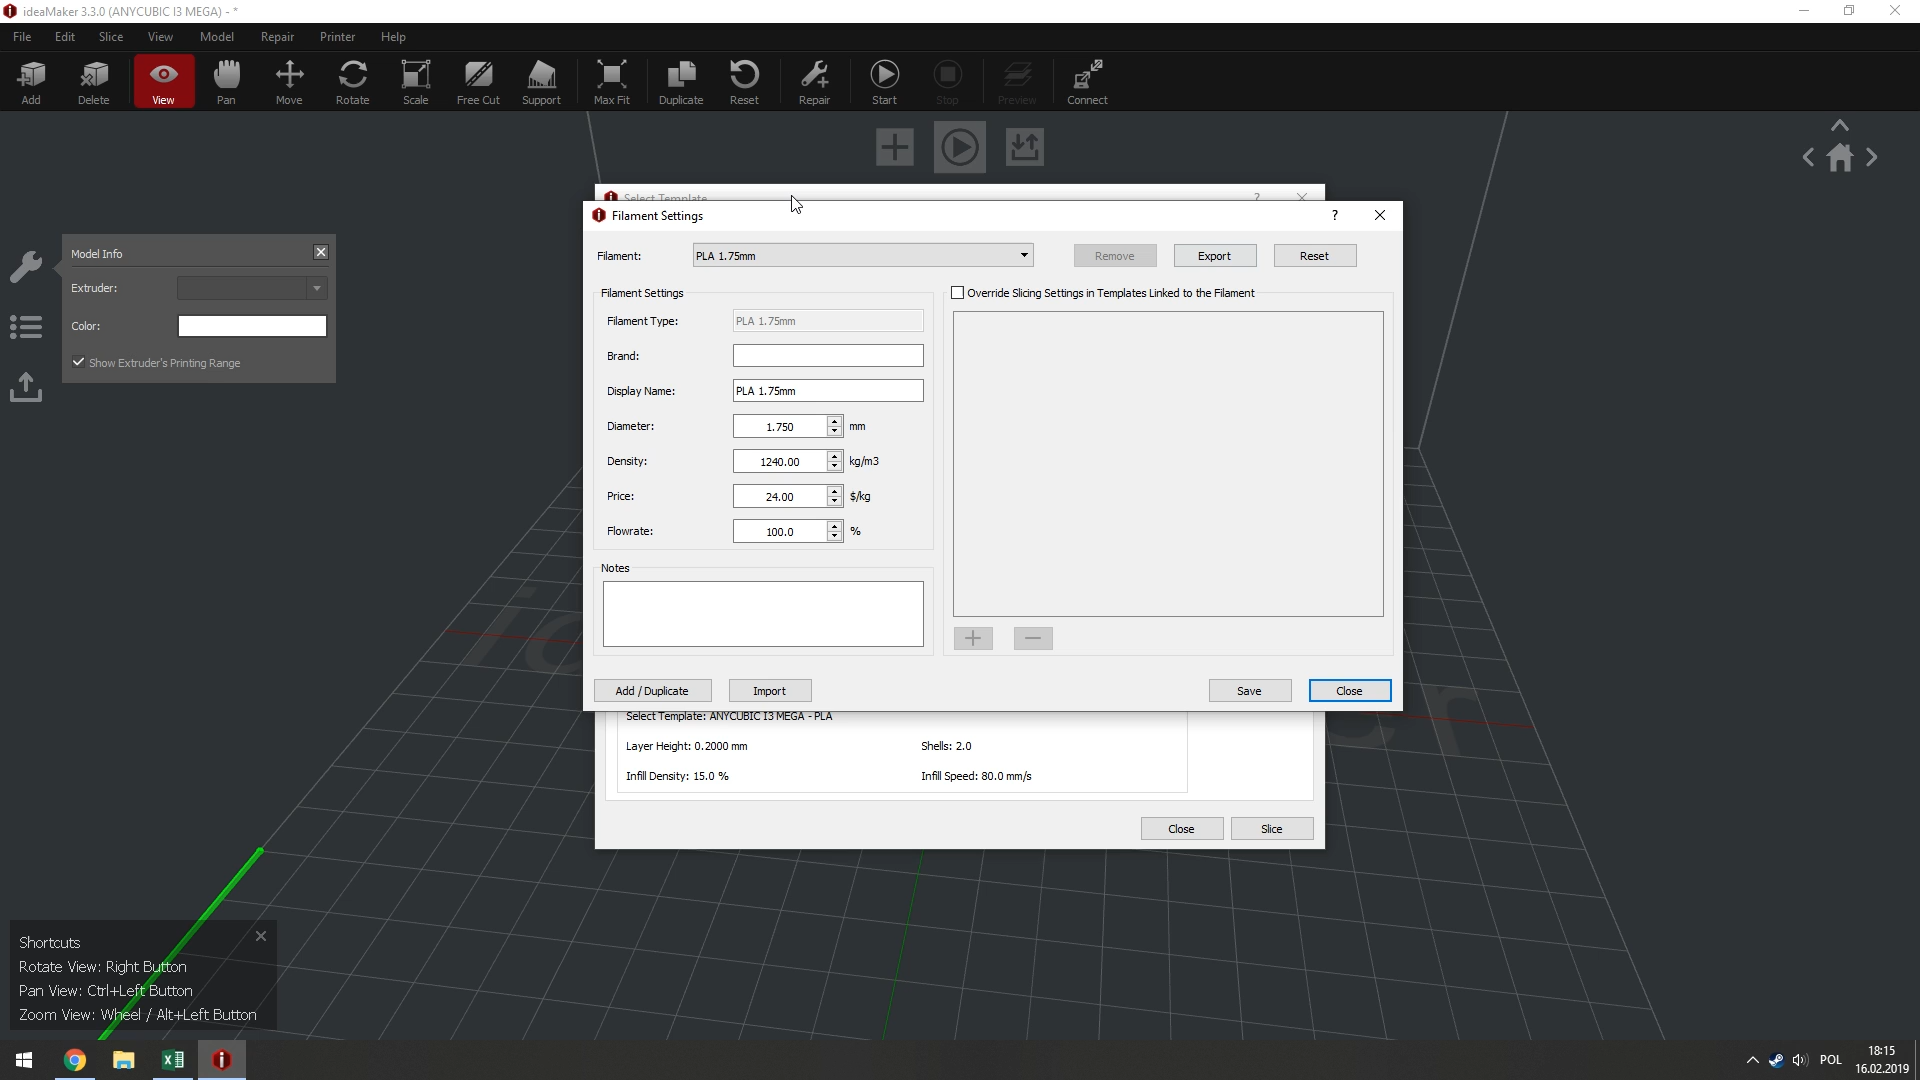 ideaMaker 3.3.0 (ANYCUBIC I3 MEGA) - *
File Edit Slice View Model Repair Printer Help
Add Delete View Pan Move Rotate Scale Free Cut Support Max Fit Duplicate Reset Repair Start Stop Preview Connect
Select Template ?
Filament Settings ?
Filament: PLA 1.75mm Remove Export Reset
Filament Settings
Filament Type: PLA 1.75mm
Brand:
Display Name: PLA 1.75mm
Diameter: 1.750 mm
Density: 1240.00 kg/m3
Price: 24.00 $/kg
Flowrate: 100.0 %
Notes
Override Slicing Settings in Templates Linked to the Filament
Add / Duplicate Import Save Close
Select Template: ANYCUBIC I3 MEGA - PLA
Layer Height: 0.2000 mm Shells: 2.0
Infill Density: 15.0 % Infill Speed: 80.0 mm/s
Close Slice
Model Info
Extruder:
Color:
Show Extruder's Printing Range
Shortcuts
Rotate View: Right Button
Pan View: Ctrl+Left Button
Zoom View: Wheel / Alt+Left Button
POL
18:15
16.02.2019